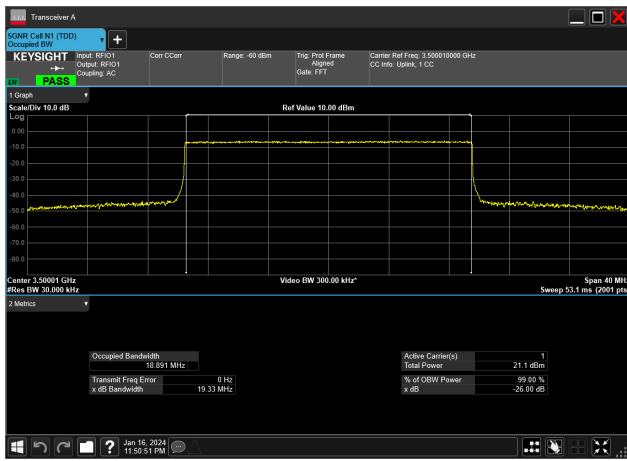 Transceiver A
5GNR Cell N1 (TDD)
Occupied BW
KEYSIGHT
LNI PASS
Input: RFIO1
Output: RFIO1
Coupling: AC
Corr CCorr
Range: -60 dBm
Trig: Prot Frame
Aligned
Gate: FFT
Carrier Ref Freq: 3.500010000 GHz
CC Info: Uplink, 1 CC
1 Graph
Scale/Div 10.0 dB
Ref Value 10.00 dBm
Log
0.00
-10.0
-20.0
-30.0
-40.0
-50.0
-60.0
-70.0
-80.0
Center 3.50001 GHz
Video BW 300.00 kHz*
Span 40 MHz
#Res BW 30.000 kHz
Sweep 53.1 ms (2001 pts
2 Metrics
Occupied Bandwidth
18.891 MHz
Transmit Freq Error 0 Hz
x dB Bandwidth 19.33 MHz
Active Carrier(s) 1
Total Power 21.1 dBm
% of OBW Power 99.00 %
x dB -26.00 dB
?
Jan 16, 2024
11:50:51 PM